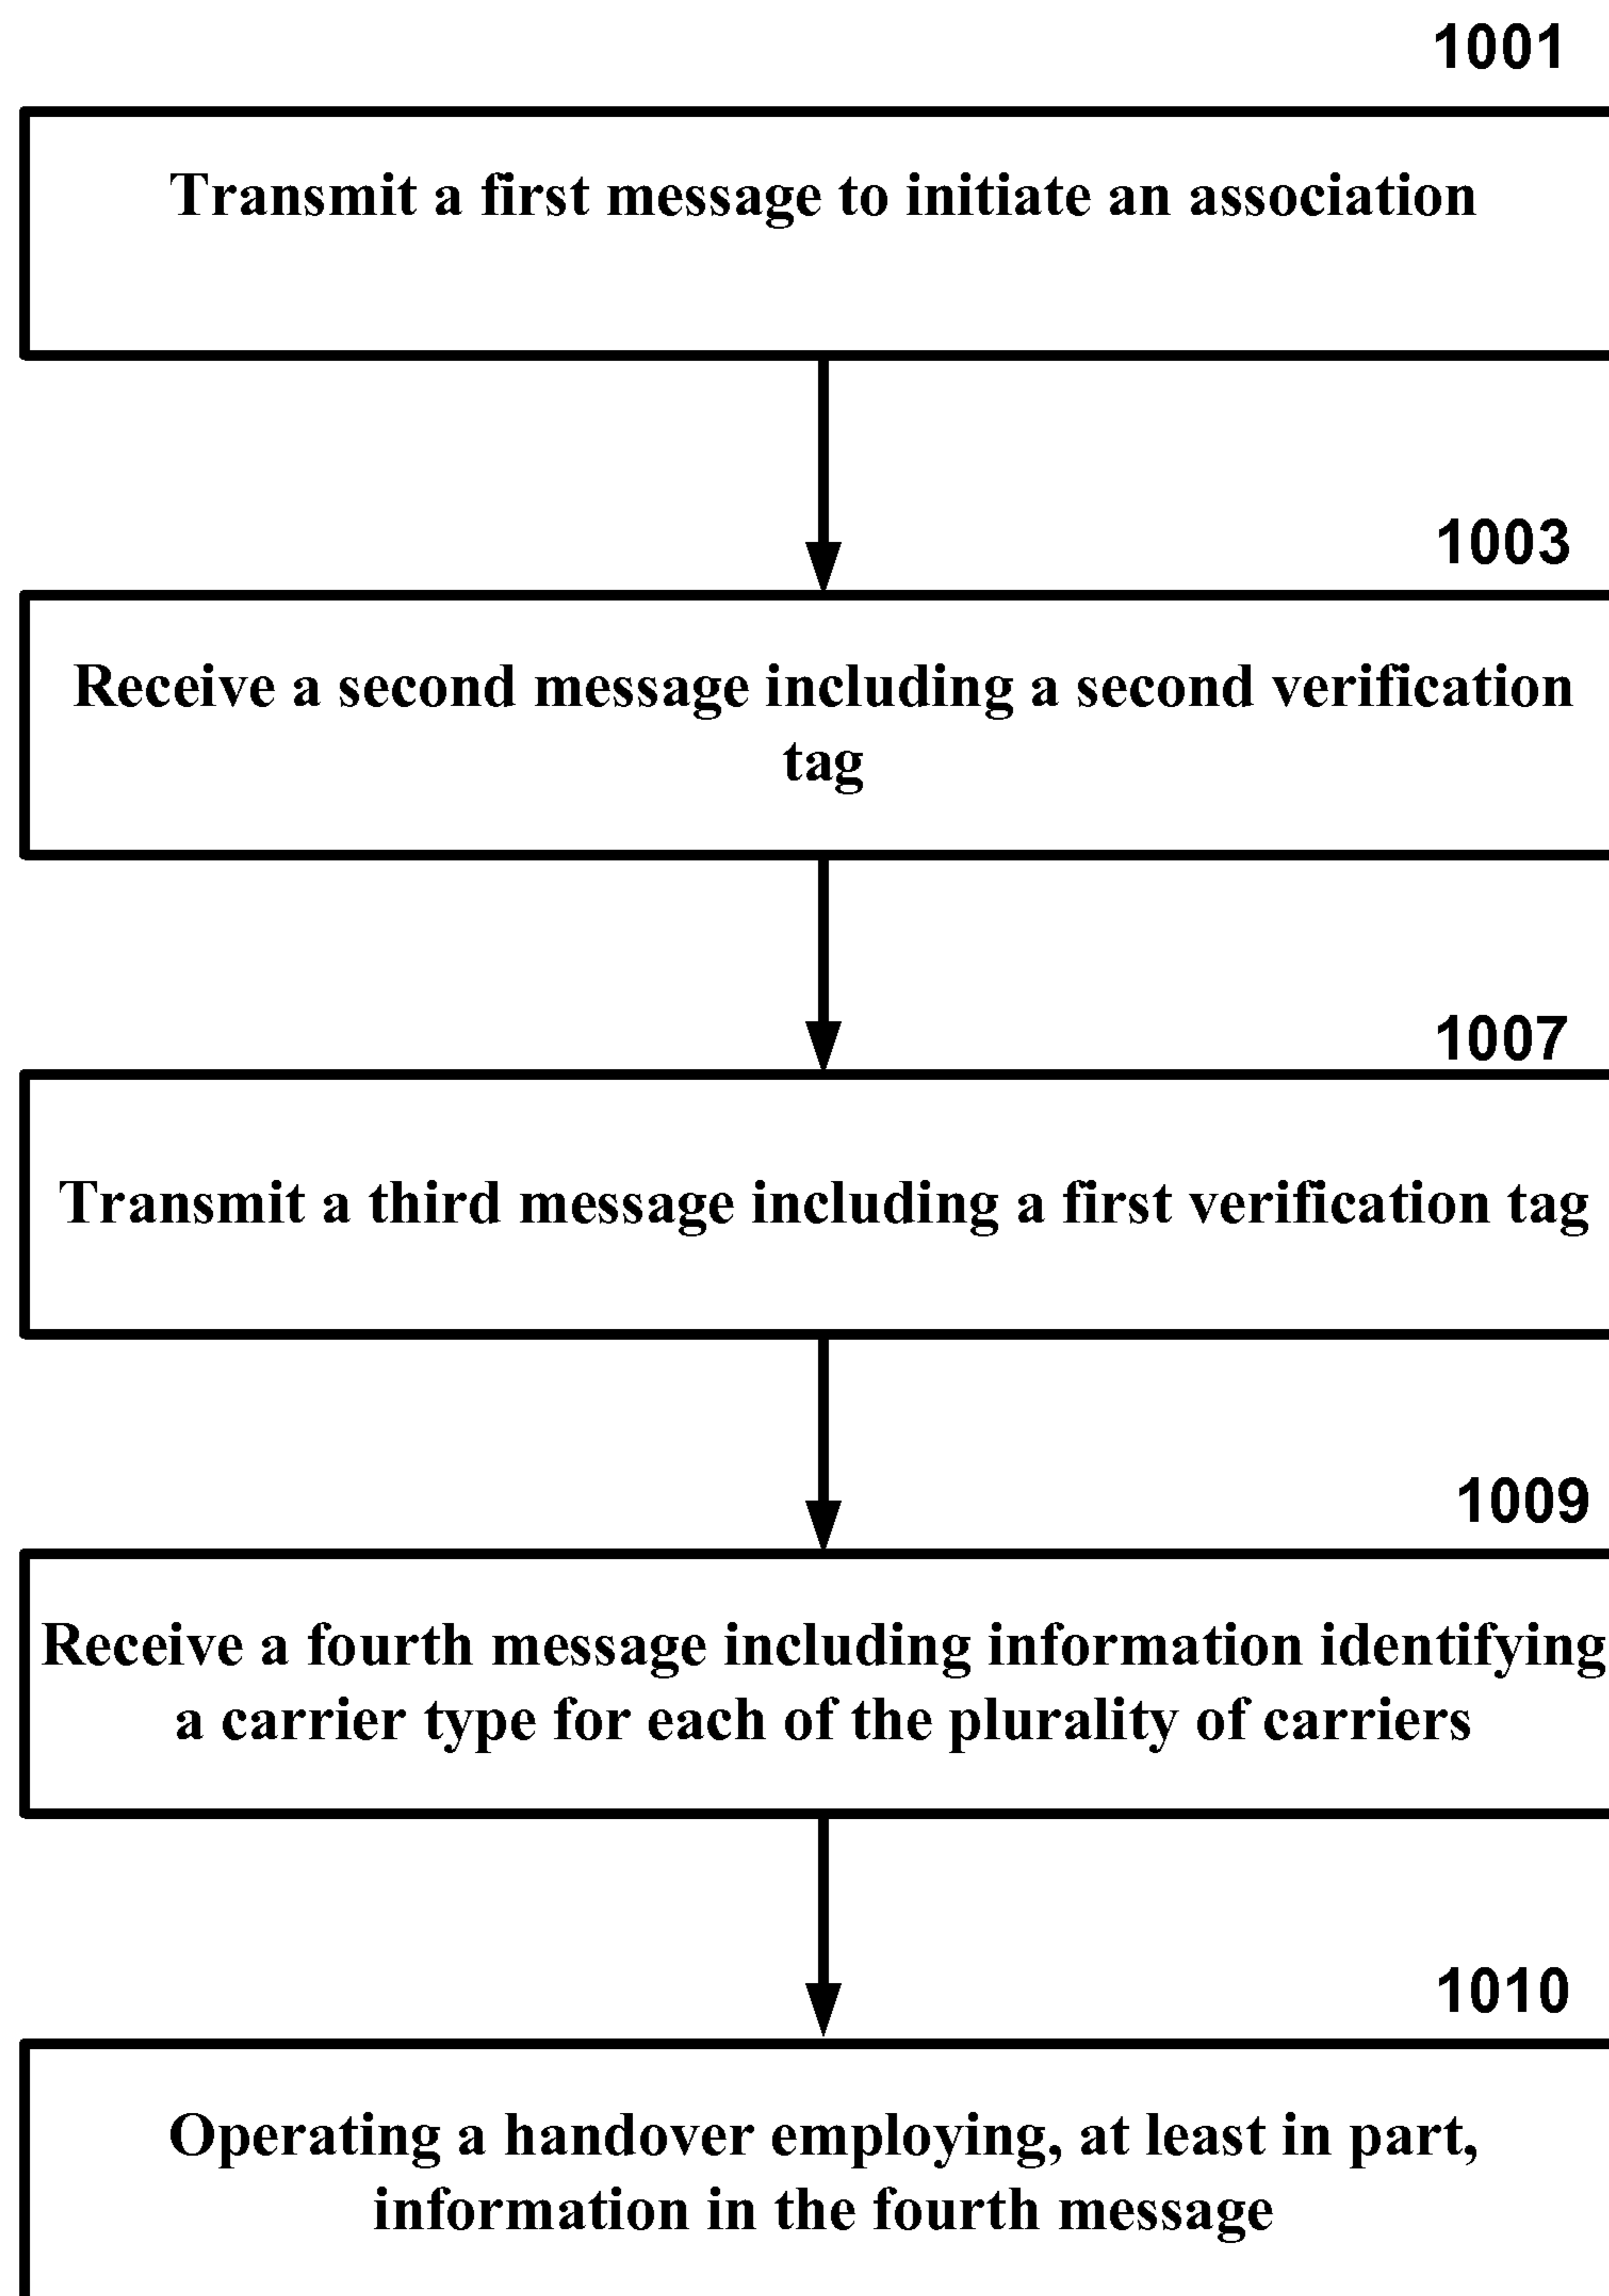 1001
Transmit a first message to initiate an association
1003
Receive a second message including a second verification
tag
1007
Transmit a third message including a first verification tag
1009
Receive a fourth message including information identifying
a carrier type for each of the plurality of carriers
1010
Operating a handover employing, at least in part,
information in the fourth message